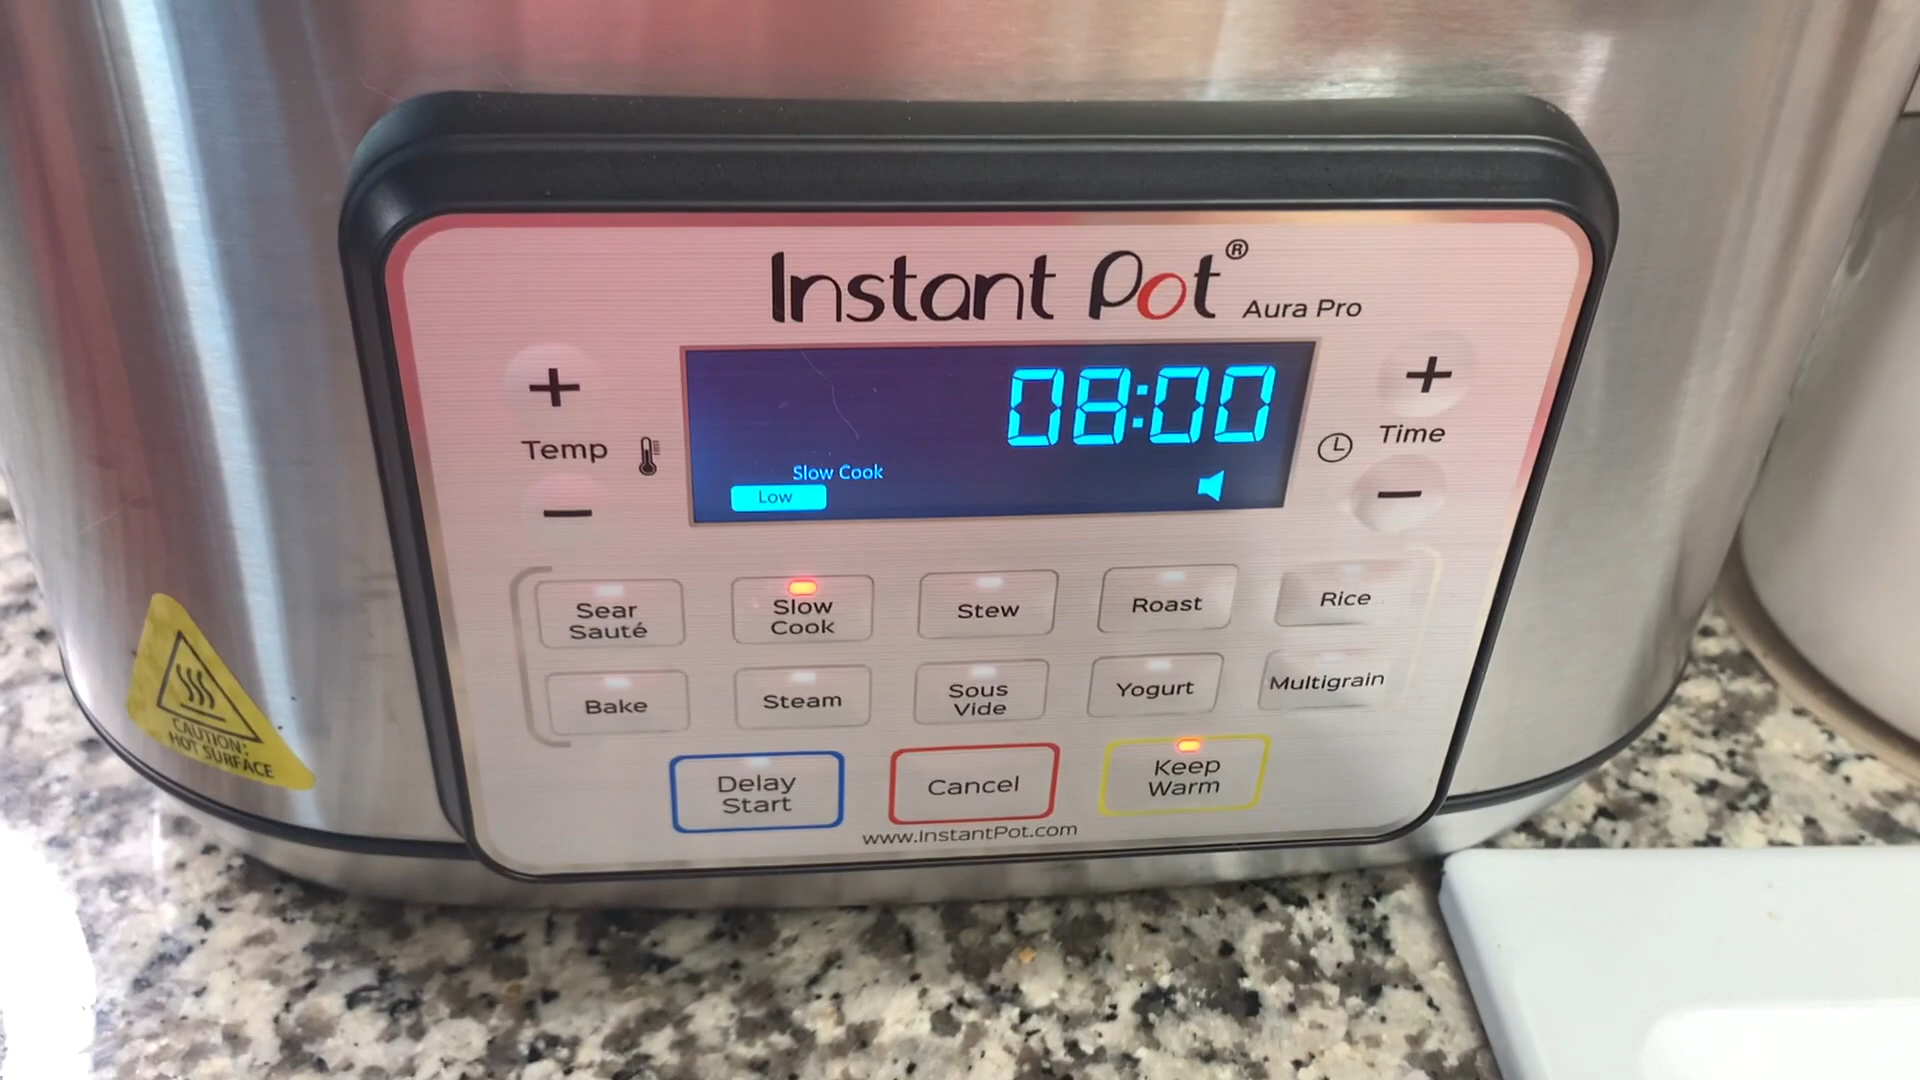 Instant Pot® Aura Pro
+
Temp
−
08:00
Slow Cook
Low
+
Time
−
Sear
Sauté
Slow
Cook
Stew
Roast
Rice
Bake
Steam
Sous
Vide
Yogurt
Multigrain
Delay
Start
Cancel
Keep
Warm
www.InstantPot.com
CAUTION:
HOT SURFACE